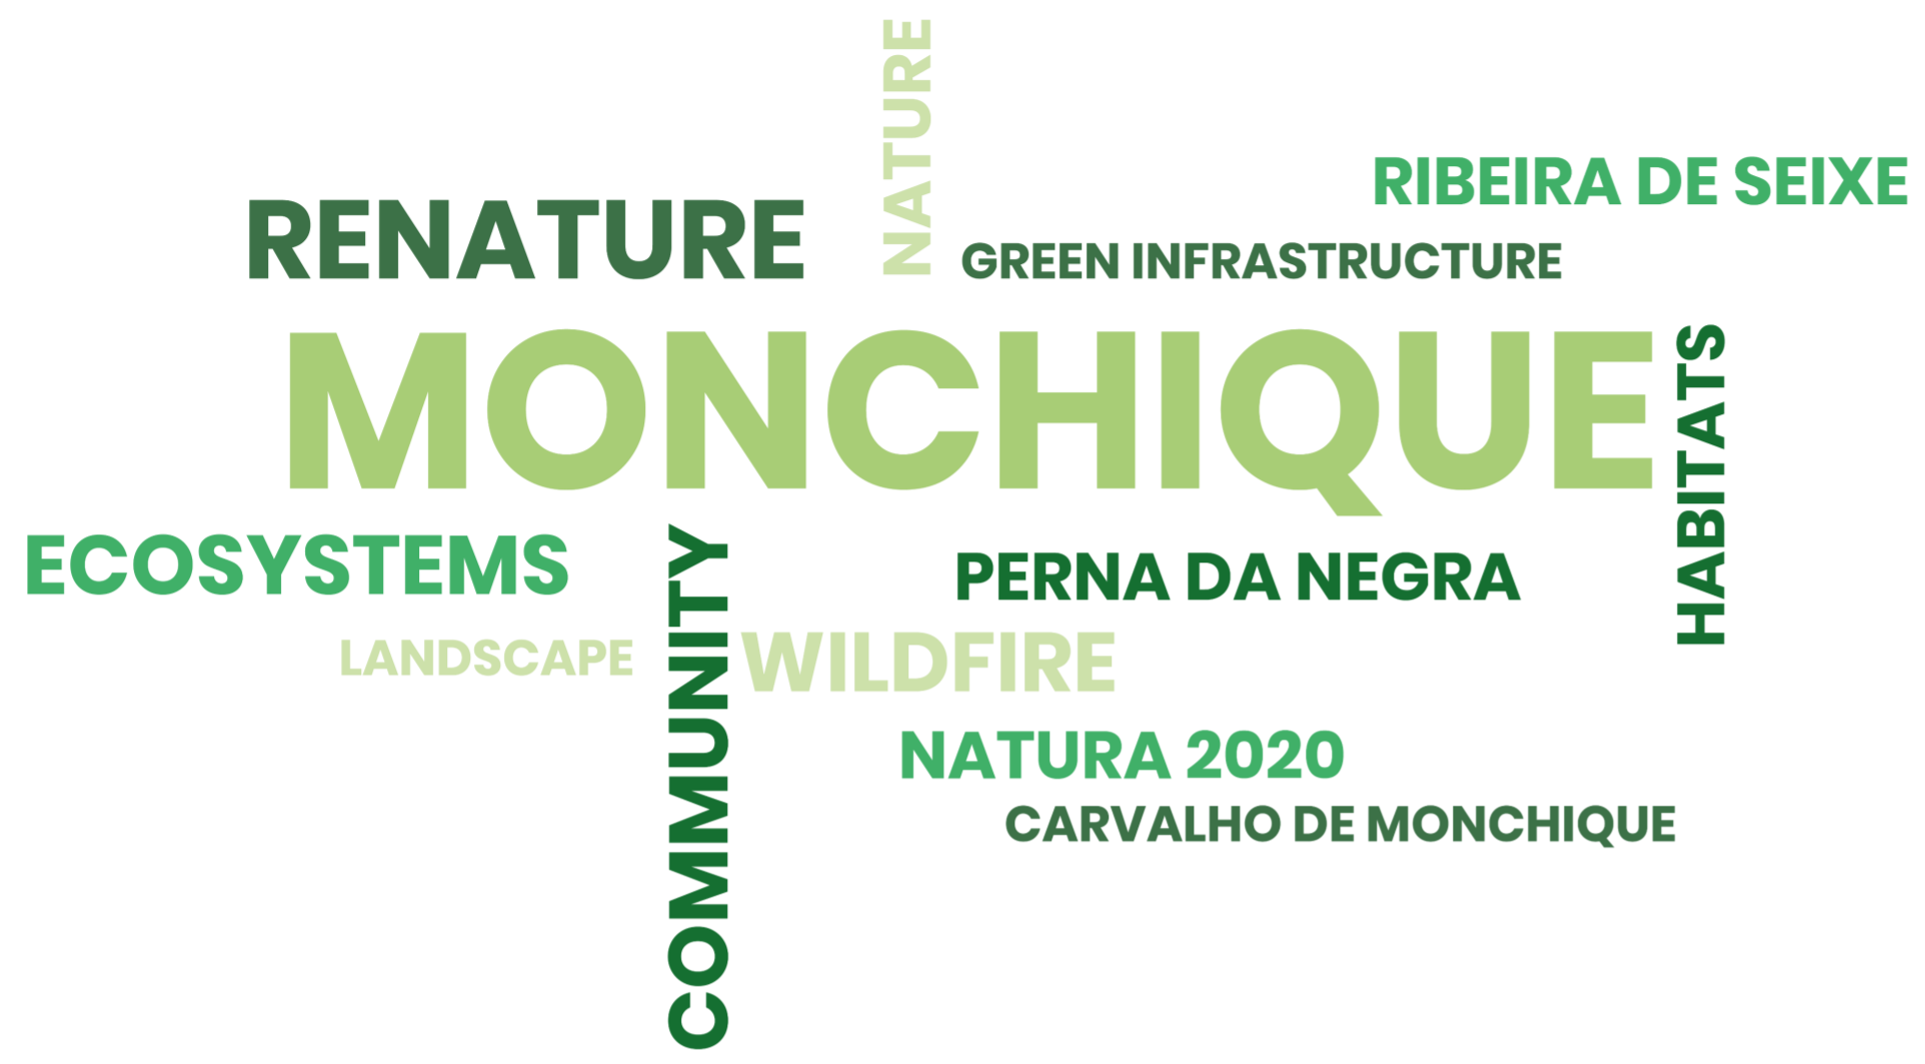 NATURE
RIBEIRA DE SEIXE
RENATURE
GREEN INFRASTRUCTURE
MONCHIQUE
HABITATS
ECOSYSTEMS
COMMUNITY
PERNA DA NEGRA
LANDSCAPE
WILDFIRE
NATURA 2020
CARVALHO DE MONCHIQUE